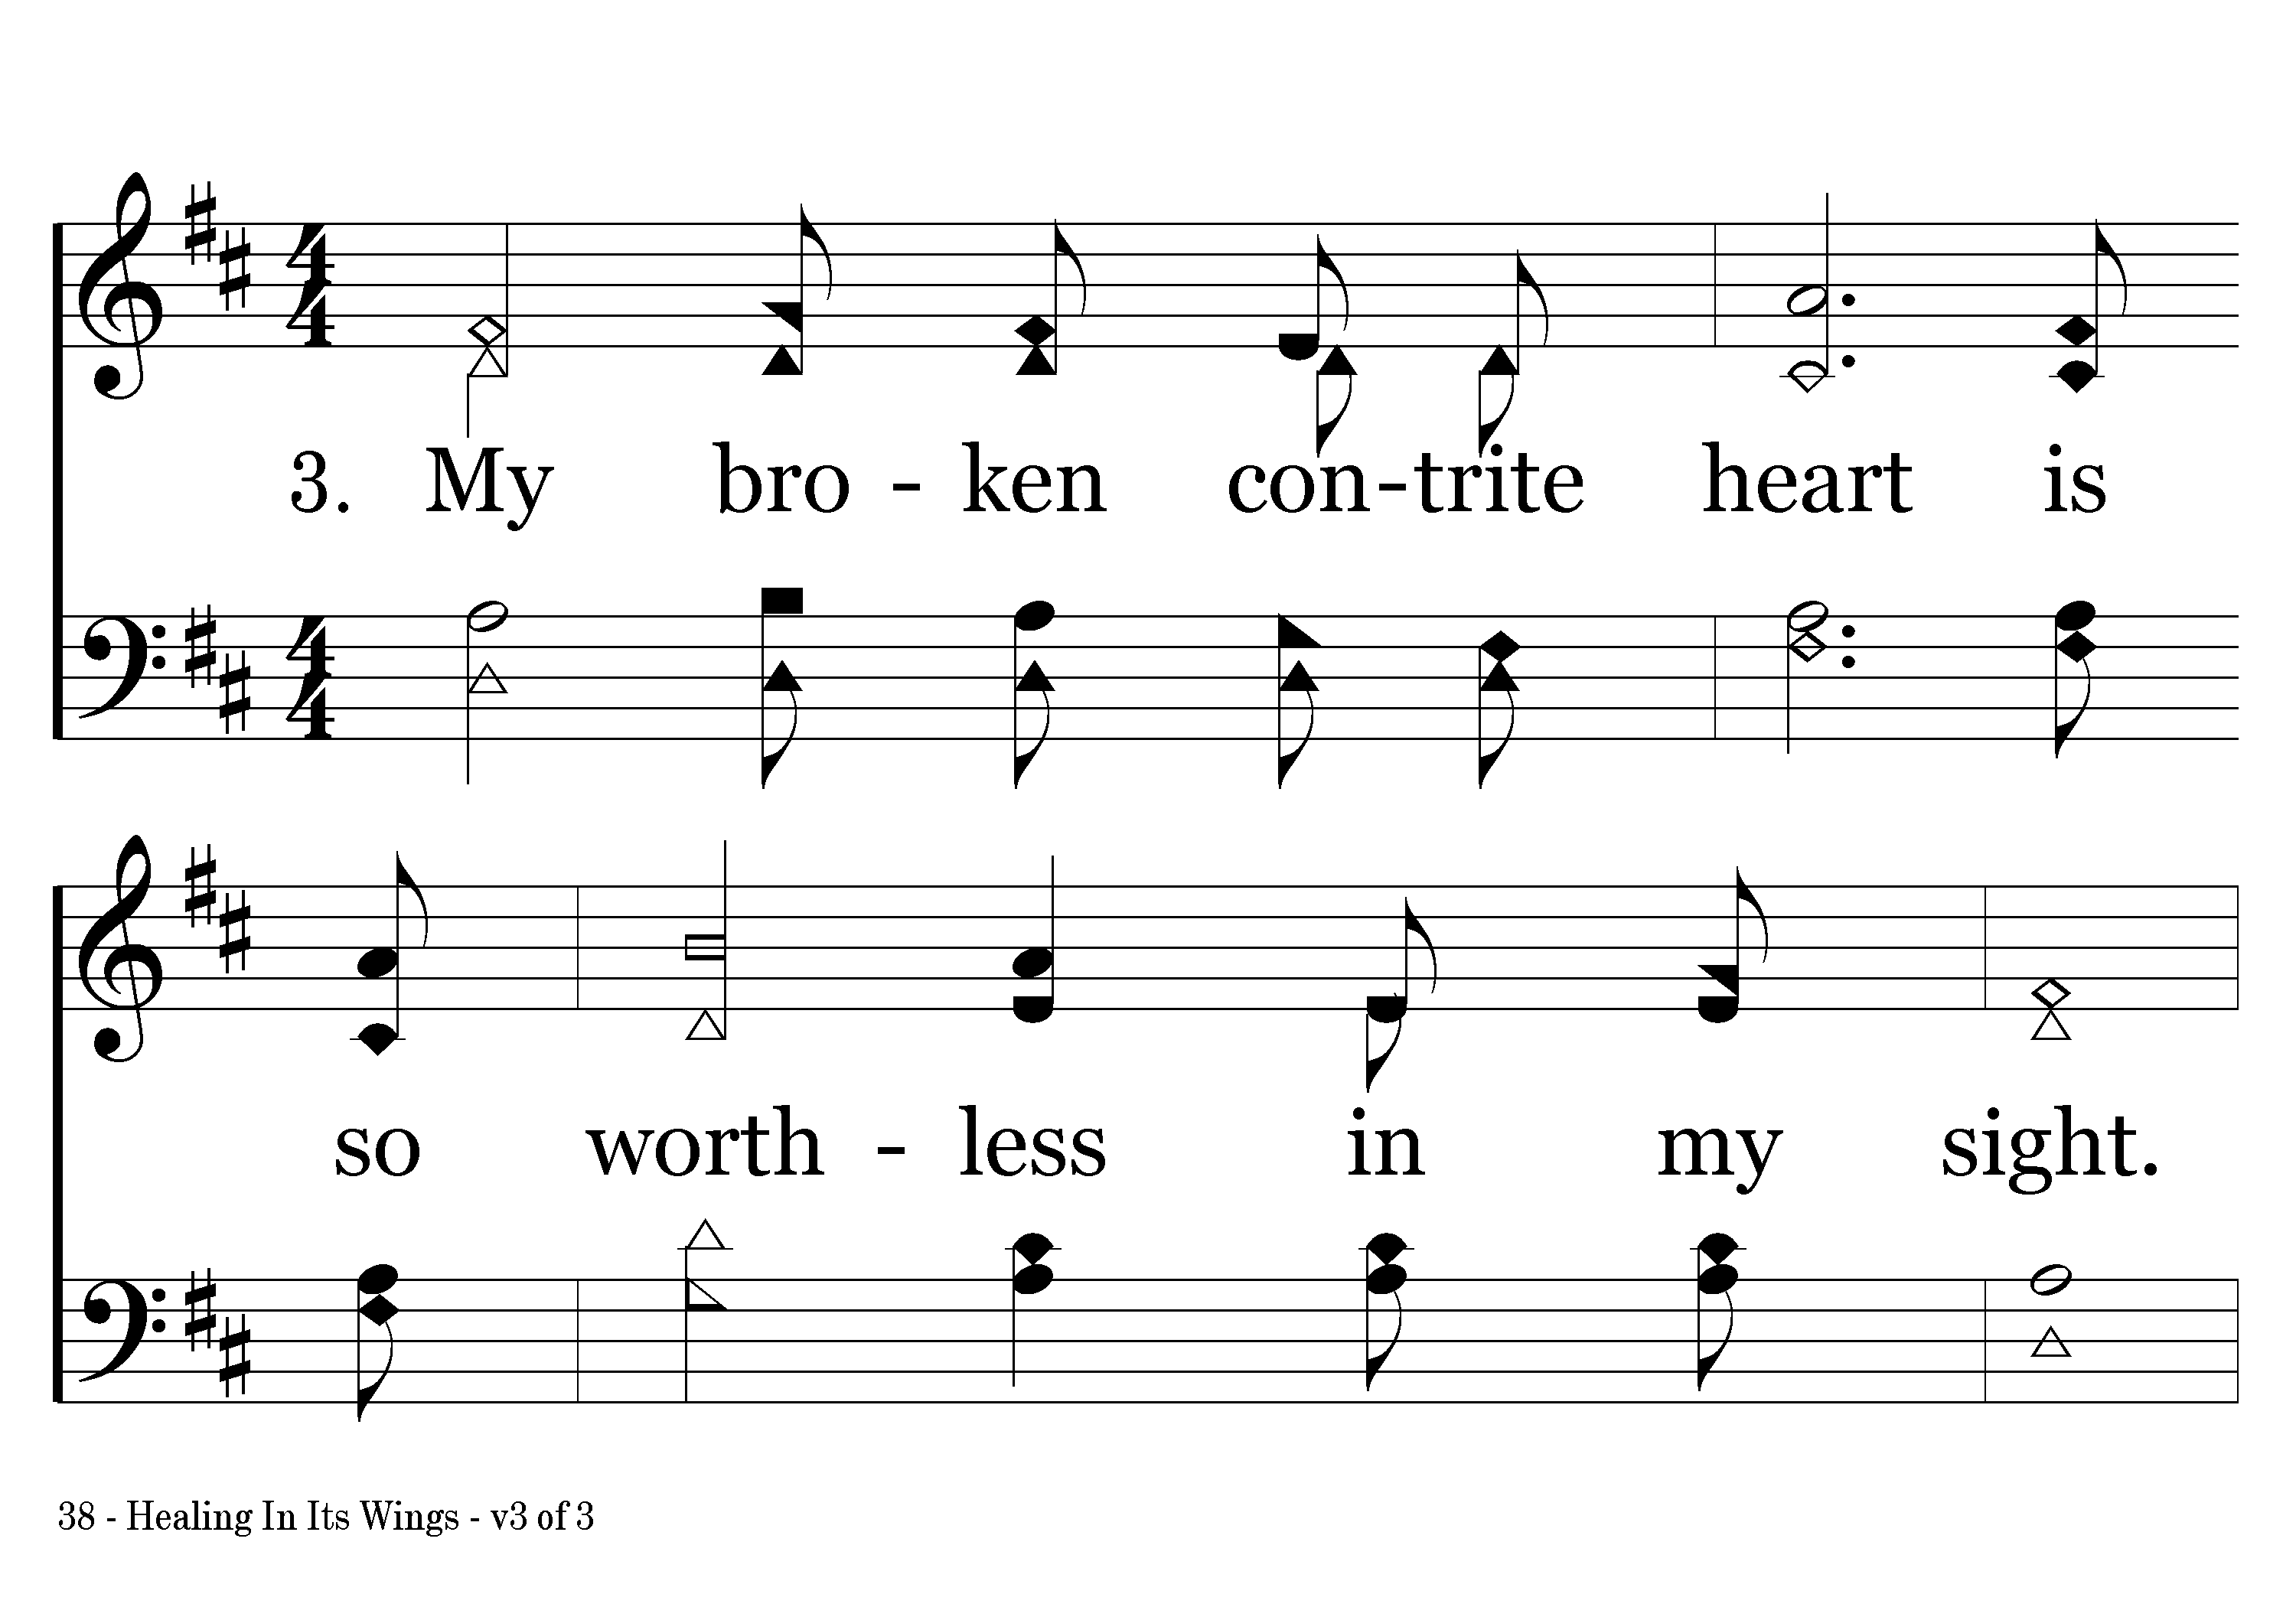 3. My bro - ken con-trite heart is
so worth - less in my sight.
38 - Healing In Its Wings - v3 of 3